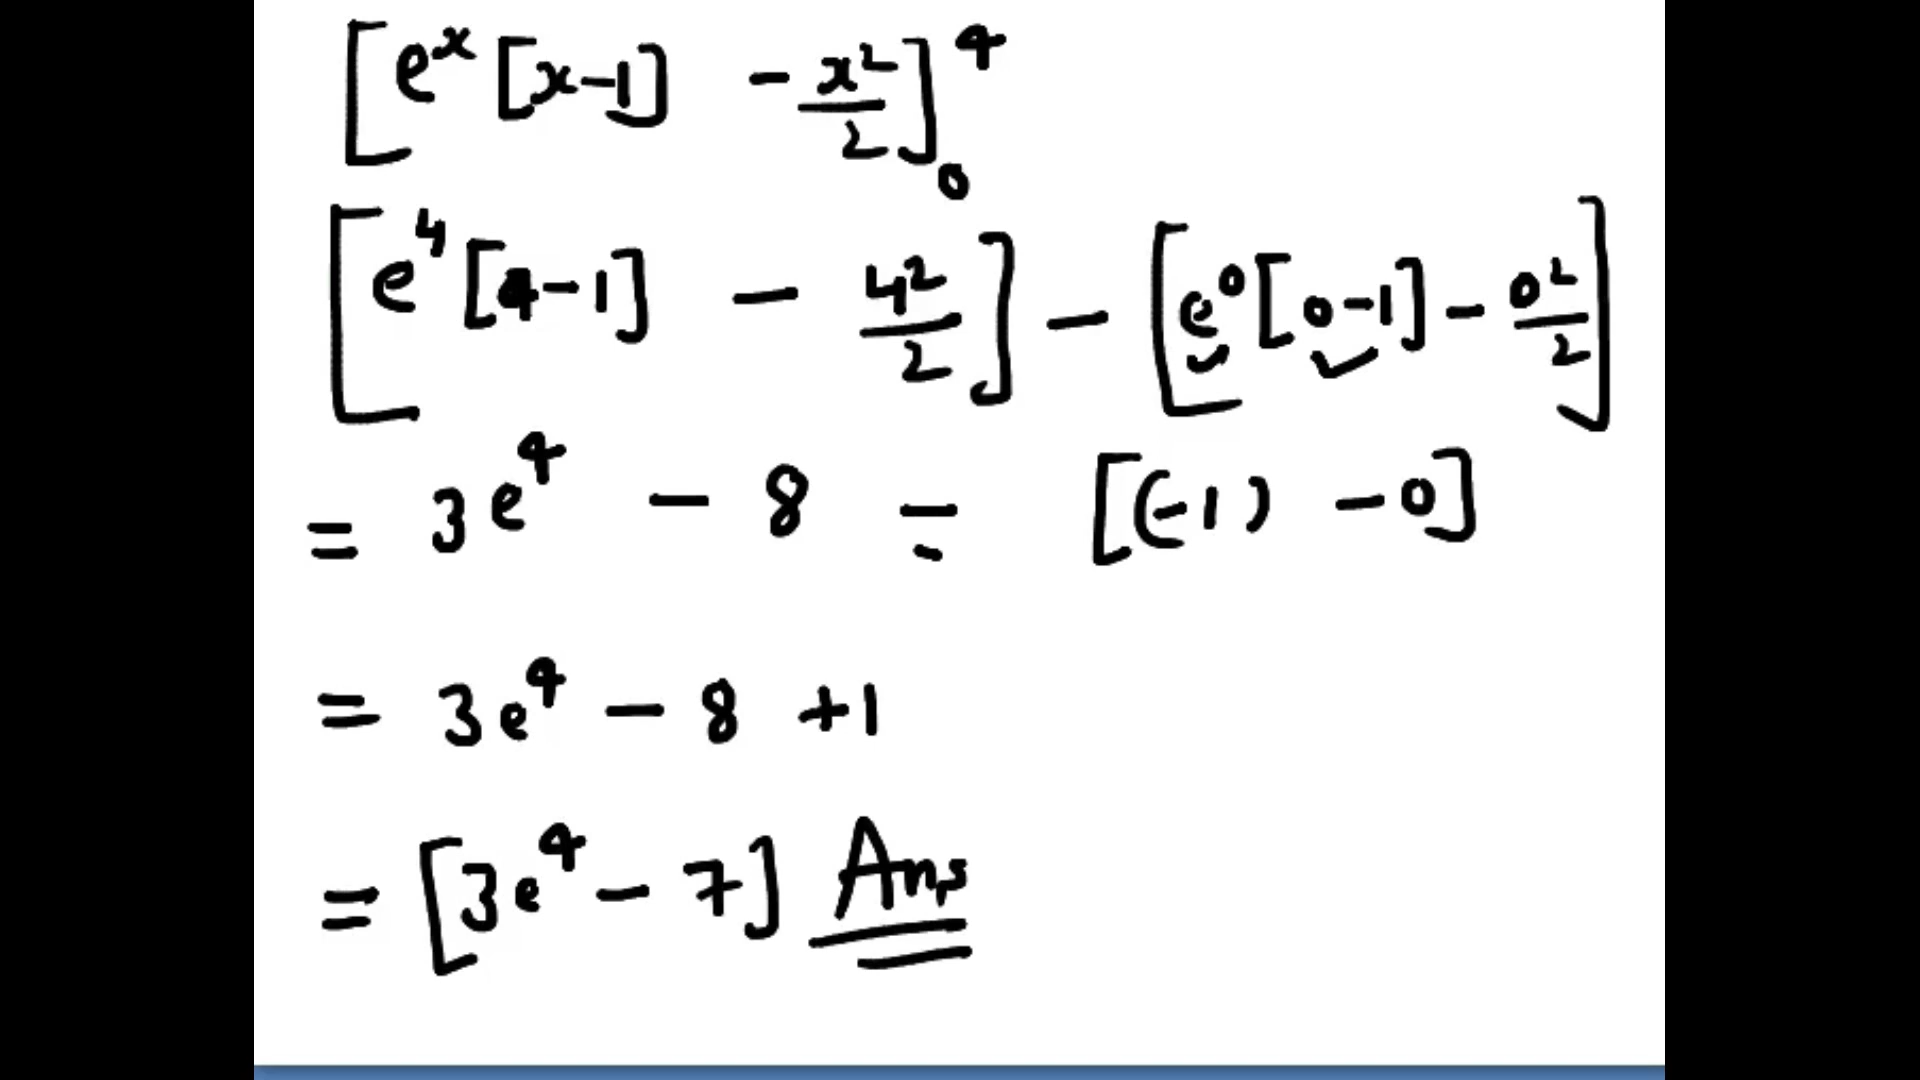 [eˣ[x-1] - x²/2]₀⁴
[e⁴[4-1] - 4²/2] - [e⁰[0-1] - 0²/2]
= 3e⁴ - 8 - [(-1) - 0]
= 3e⁴ - 8 + 1
= [3e⁴ - 7] Ans